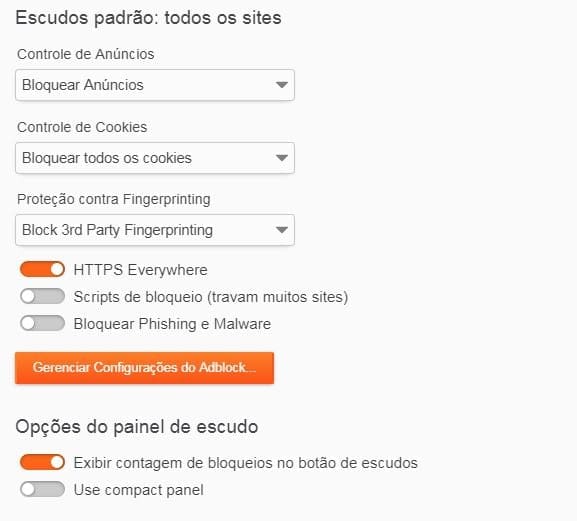 Escudos padrão: todos os sites
Controle de Anúncios
Bloquear Anúncios
Controle de Cookies
Bloquear todos os cookies
Proteção contra Fingerprinting
Block 3rd Party Fingerprinting
HTTPS Everywhere
Scripts de bloqueio (travam muitos sites)
Bloquear Phishing e Malware
Gerenciar Configurações do Adblock...
Opções do painel de escudo
Exibir contagem de bloqueios no botão de escudos
Use compact panel